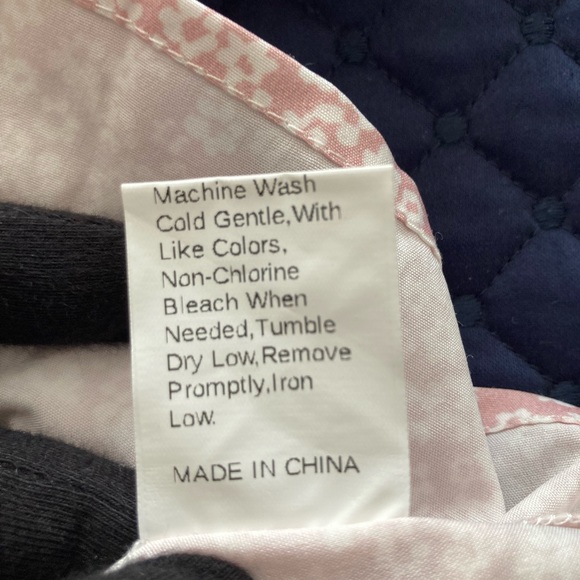 Machine Wash
Cold Gentle,With
Like Colors,
Non-Chlorine
Bleach When
Needed,Tumble
Dry Low,Remove
Promptly,Iron
Low.
MADE IN CHINA